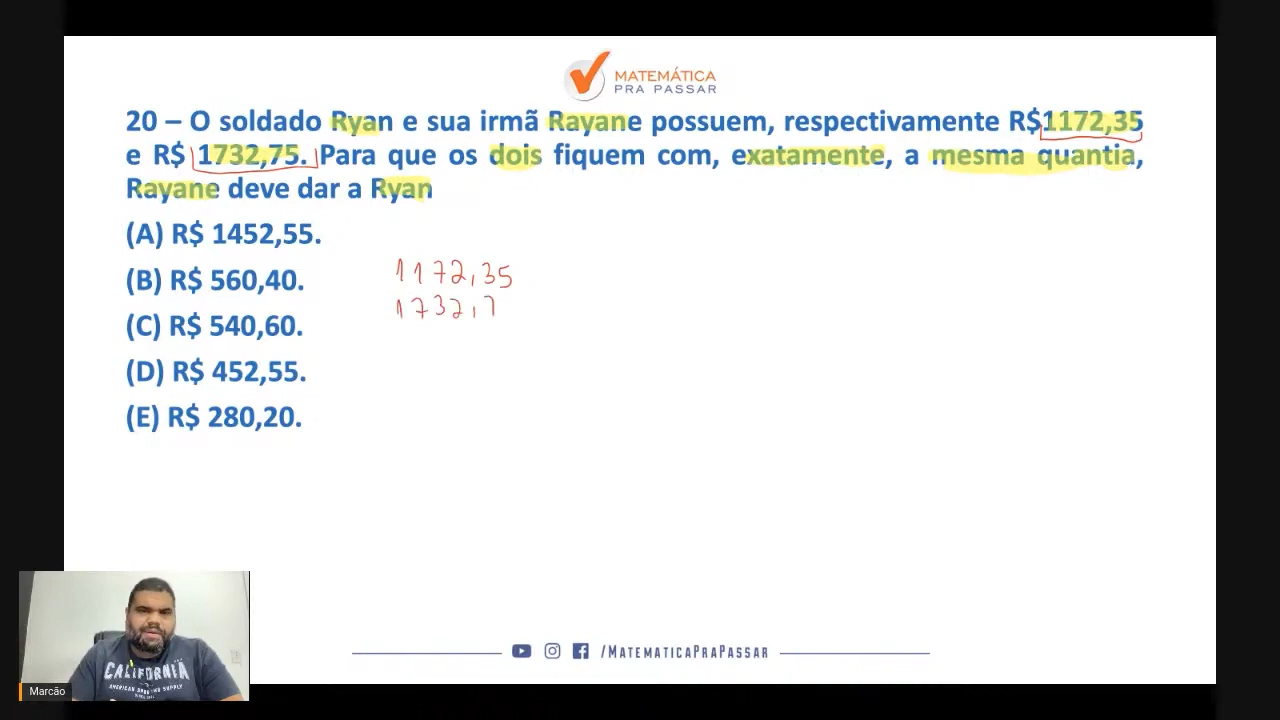 MATEMÁTICA
PRA PASSAR
20 – O soldado Ryan e sua irmã Rayane possuem, respectivamente R$1172,35
e R$ 1732,75. Para que os dois fiquem com, exatamente, a mesma quantia,
Rayane deve dar a Ryan
(A) R$ 1452,55.
(B) R$ 560,40.
(C) R$ 540,60.
(D) R$ 452,55.
(E) R$ 280,20.
1172,35
1732,7
CALIFORNIA
Marcão
/MATEMATICAPRAPASSAR